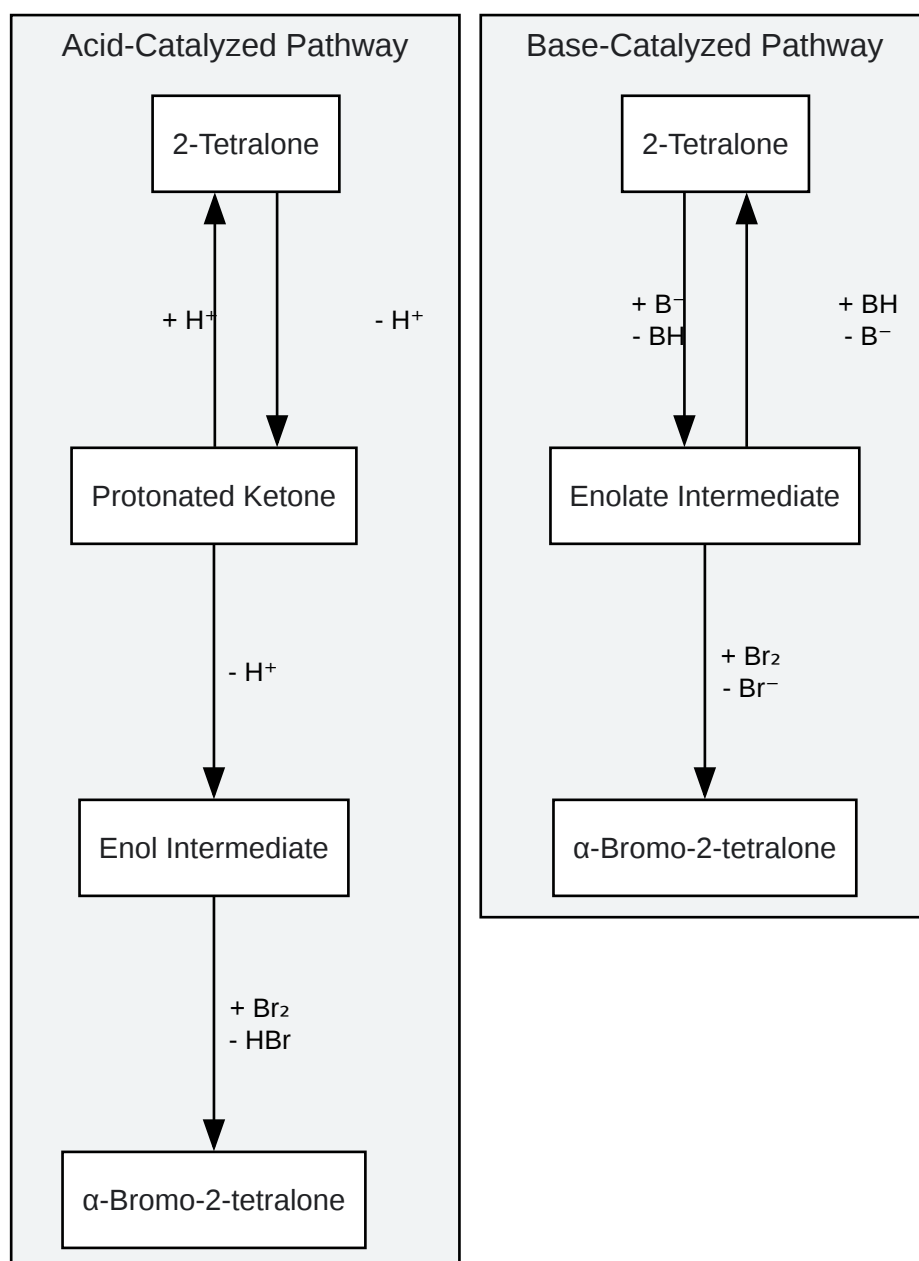 Acid-Catalyzed Pathway
2-Tetralone
+ H⁺
- H⁺
Protonated Ketone
- H⁺
Enol Intermediate
+ Br₂
- HBr
α-Bromo-2-tetralone
Base-Catalyzed Pathway
2-Tetralone
+ B⁻
- BH
+ BH
- B⁻
Enolate Intermediate
+ Br₂
- Br⁻
α-Bromo-2-tetralone